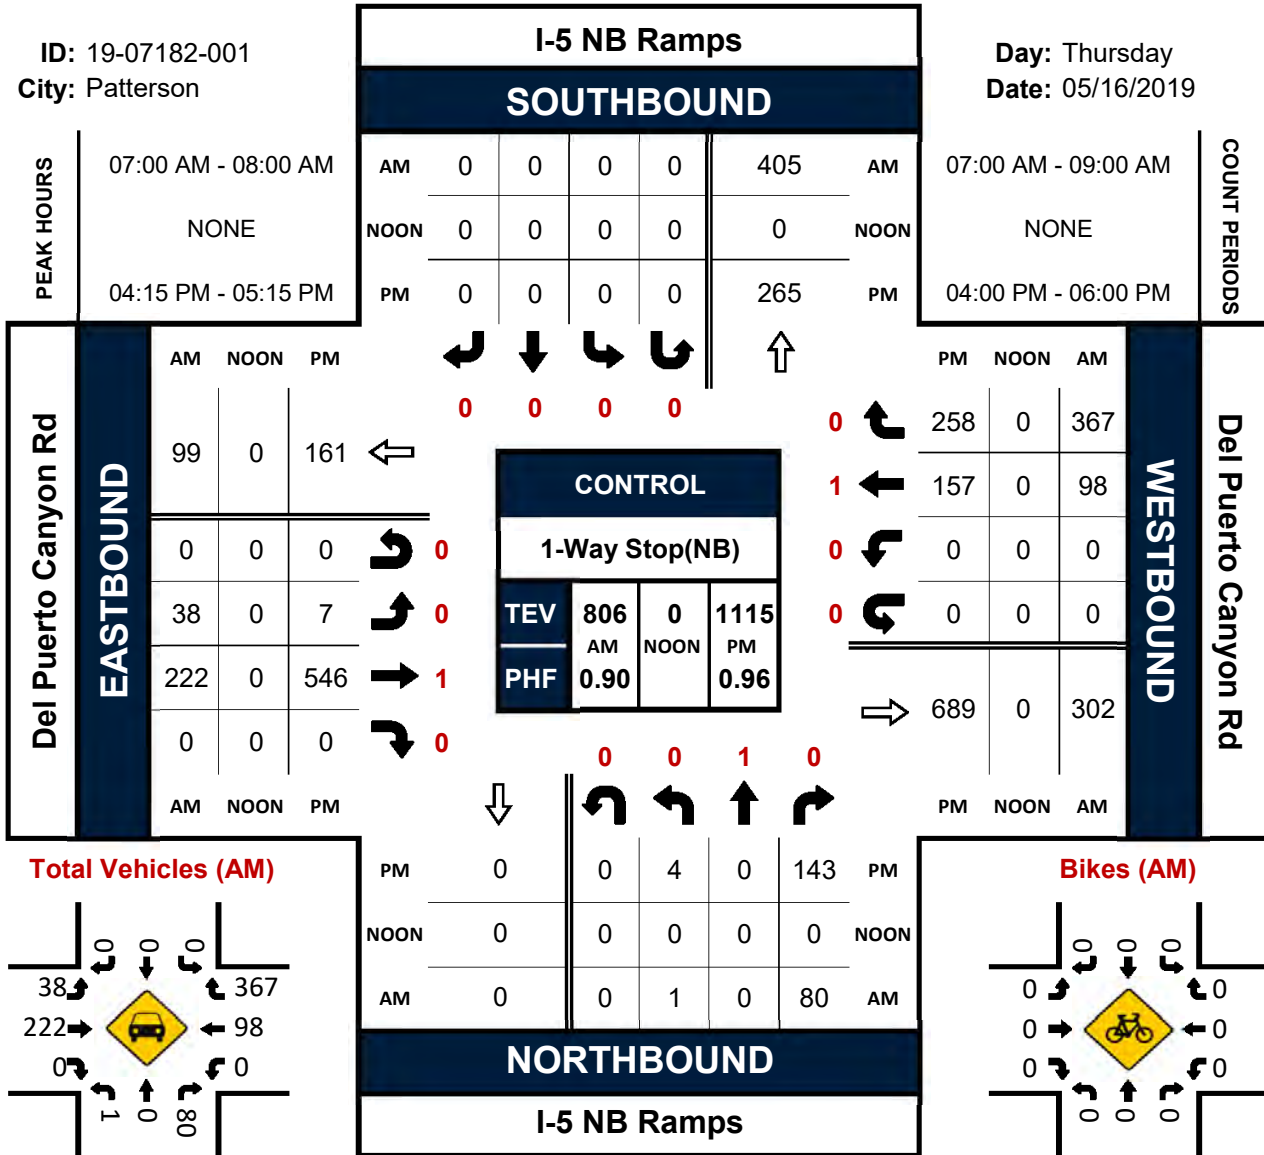 I-5 NB Ramps
ID: 19-07182-001
City: Patterson
Day: Thursday
Date: 05/16/2019
SOUTHBOUND
PEAK HOURS
07:00 AM - 08:00 AM
NONE
04:15 PM - 05:15 PM
AM 0 0 0 0 405 AM
NOON 0 0 0 0 0 NOON
PM 0 0 0 0 265 PM
07:00 AM - 09:00 AM
NONE
04:00 PM - 06:00 PM
COUNT PERIODS
0 0 0 0
Del Puerto Canyon Rd
EASTBOUND
AM NOON PM
99 0 161
0 0 0 0
38 0 7 0
222 0 546 1
0 0 0 0
AM NOON PM
CONTROL
1-Way Stop(NB)
TEV 806 0 1115
AM NOON PM
PHF 0.90 0.96
PM NOON AM
0 258 0 367
1 157 0 98
0 0 0 0
0 0 0 0
689 0 302
PM NOON AM
WESTBOUND
Del Puerto Canyon Rd
0 0 1 0
PM 0 0 4 0 143 PM
NOON 0 0 0 0 0 NOON
AM 0 0 1 0 80 AM
NORTHBOUND
I-5 NB Ramps
Total Vehicles (AM)
0 0 0
38 367
222 98
0 0
1 0 80
Bikes (AM)
0 0 0
0 0
0 0
0 0
0 0 0